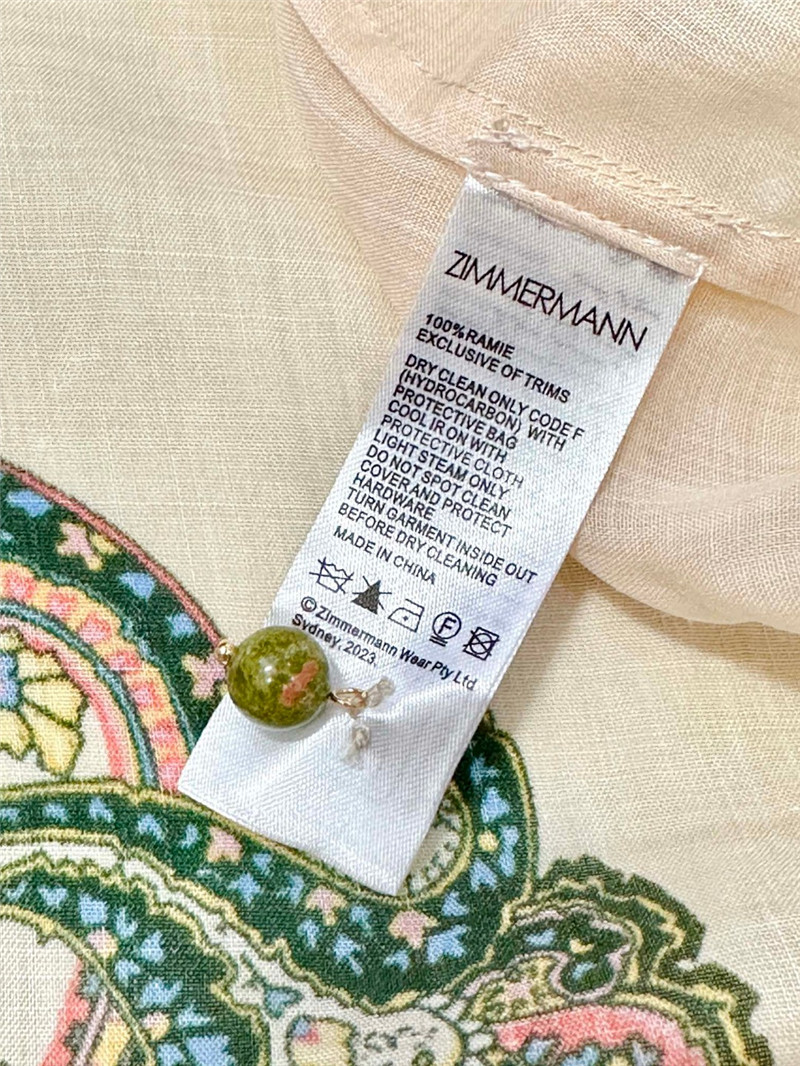 ZIMMERMANN
100% RAMIE
EXCLUSIVE OF TRIMS
DRY CLEAN ONLY CODE F
(HYDROCARBON) WITH
PROTECTIVE BAG
COOL IRON WITH
PROTECTIVE CLOTH
LIGHT STEAM ONLY
DO NOT SPOT CLEAN
COVER AND PROTECT
HARDWARE
TURN GARMENT INSIDE OUT
BEFORE DRY CLEANING
MADE IN CHINA
F
©Zimmermann Wear Pty Ltd
Sydney, 2023.